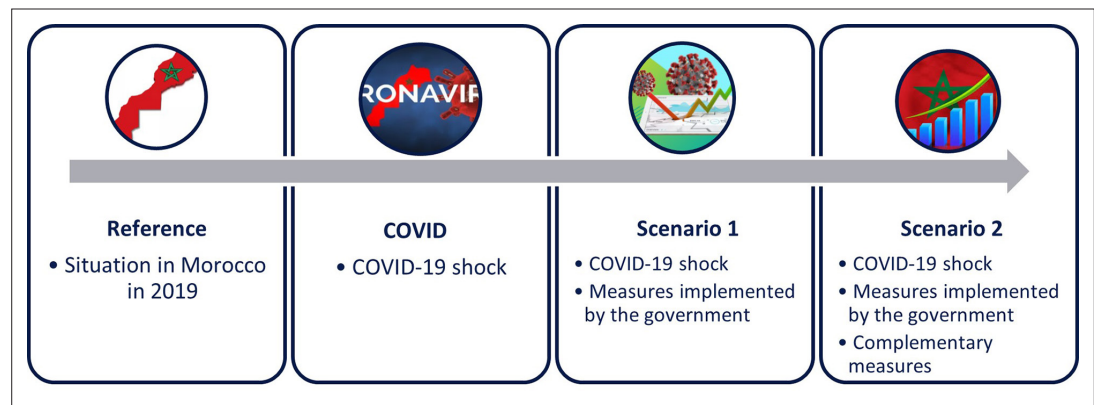 RONAVIR
Reference
• Situation in Morocco
in 2019
COVID
• COVID-19 shock
Scenario 1
• COVID-19 shock
• Measures implemented
by the government
Scenario 2
• COVID-19 shock
• Measures implemented
by the government
• Complementary
measures